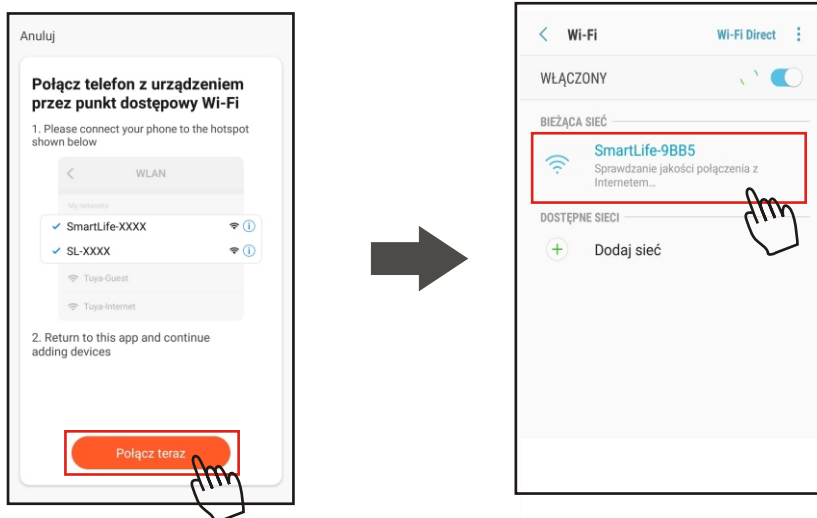 Anuluj
Połącz telefon z urządzeniem
przez punkt dostępowy Wi-Fi
1. Please connect your phone to the hotspot
shown below
WLAN
My networks
SmartLife-XXXX
SL-XXXX
Tuya-Guest
Tuya-Internet
2. Return to this app and continue
adding devices
Połącz teraz
Wi-Fi
Wi-Fi Direct
WŁĄCZONY
BIEŻĄCA SIEĆ
SmartLife-9BB5
Sprawdzanie jakości połączenia z
Internetem...
DOSTĘPNE SIECI
Dodaj sieć